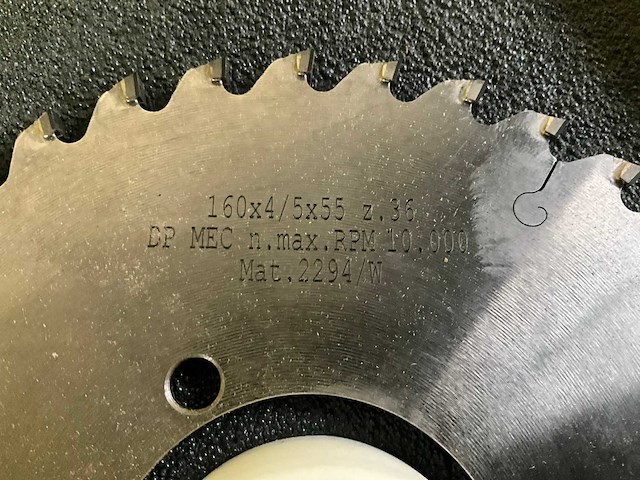 160x4/5x55 z.36
DP MEC n.max.RPM 10.000
Mat.2294/W